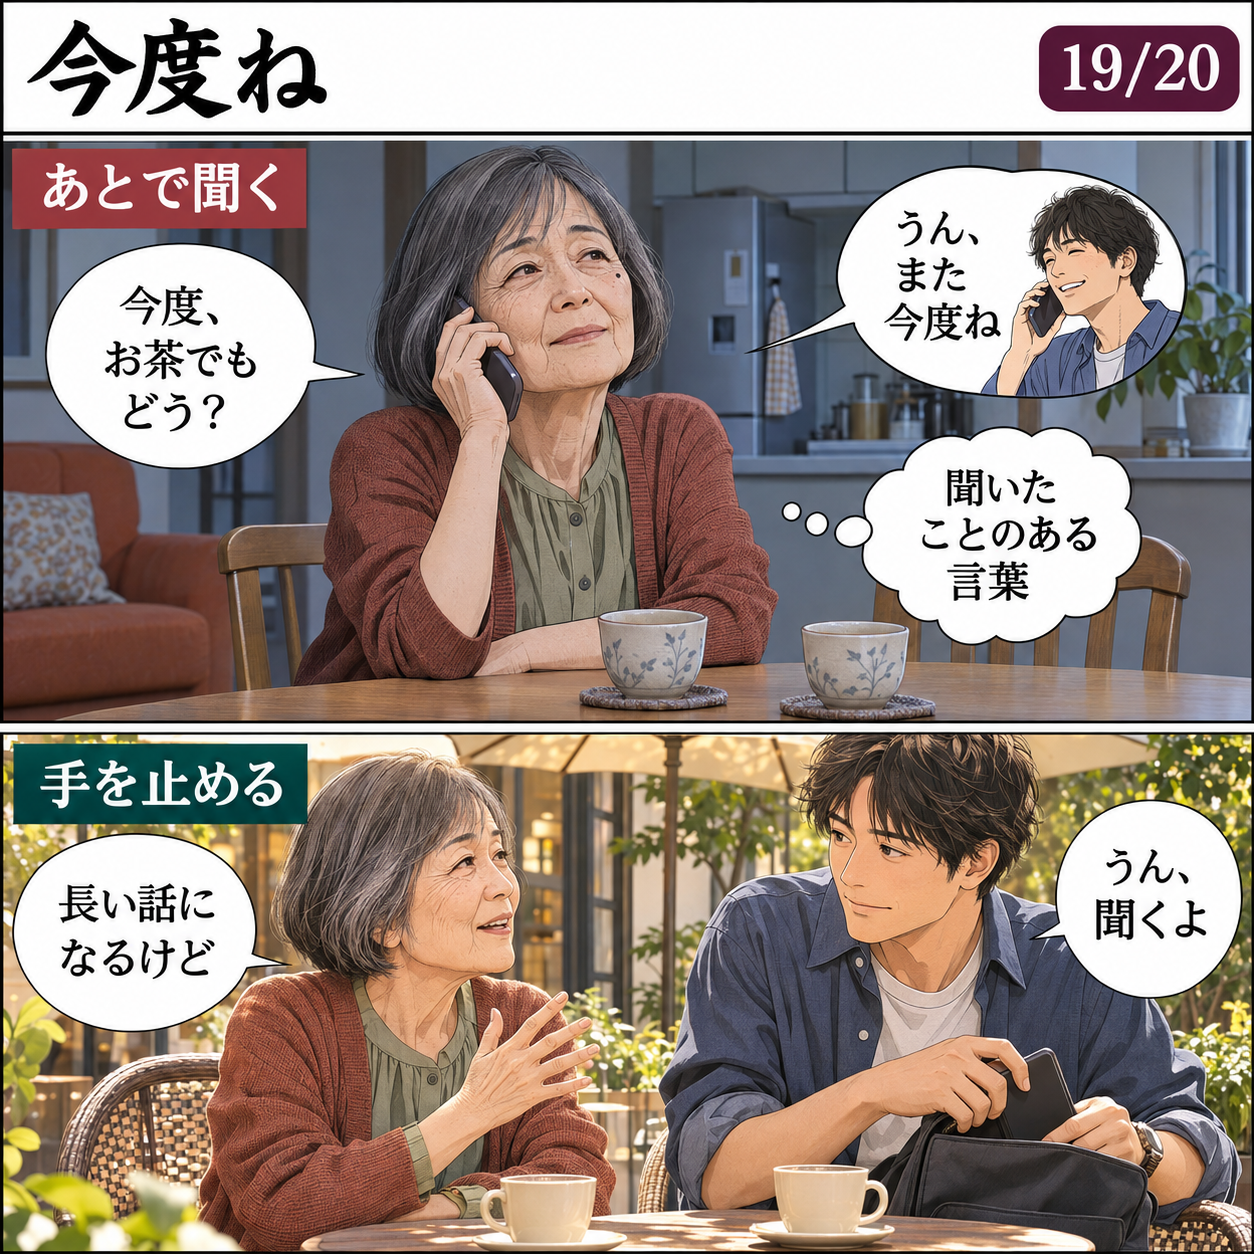 今度ね
19/20
あとで聞く
今度、
お茶でも
どう？
うん、
また
今度ね
聞いた
ことのある
言葉
手を止める
長い話に
なるけど
うん、
聞くよ